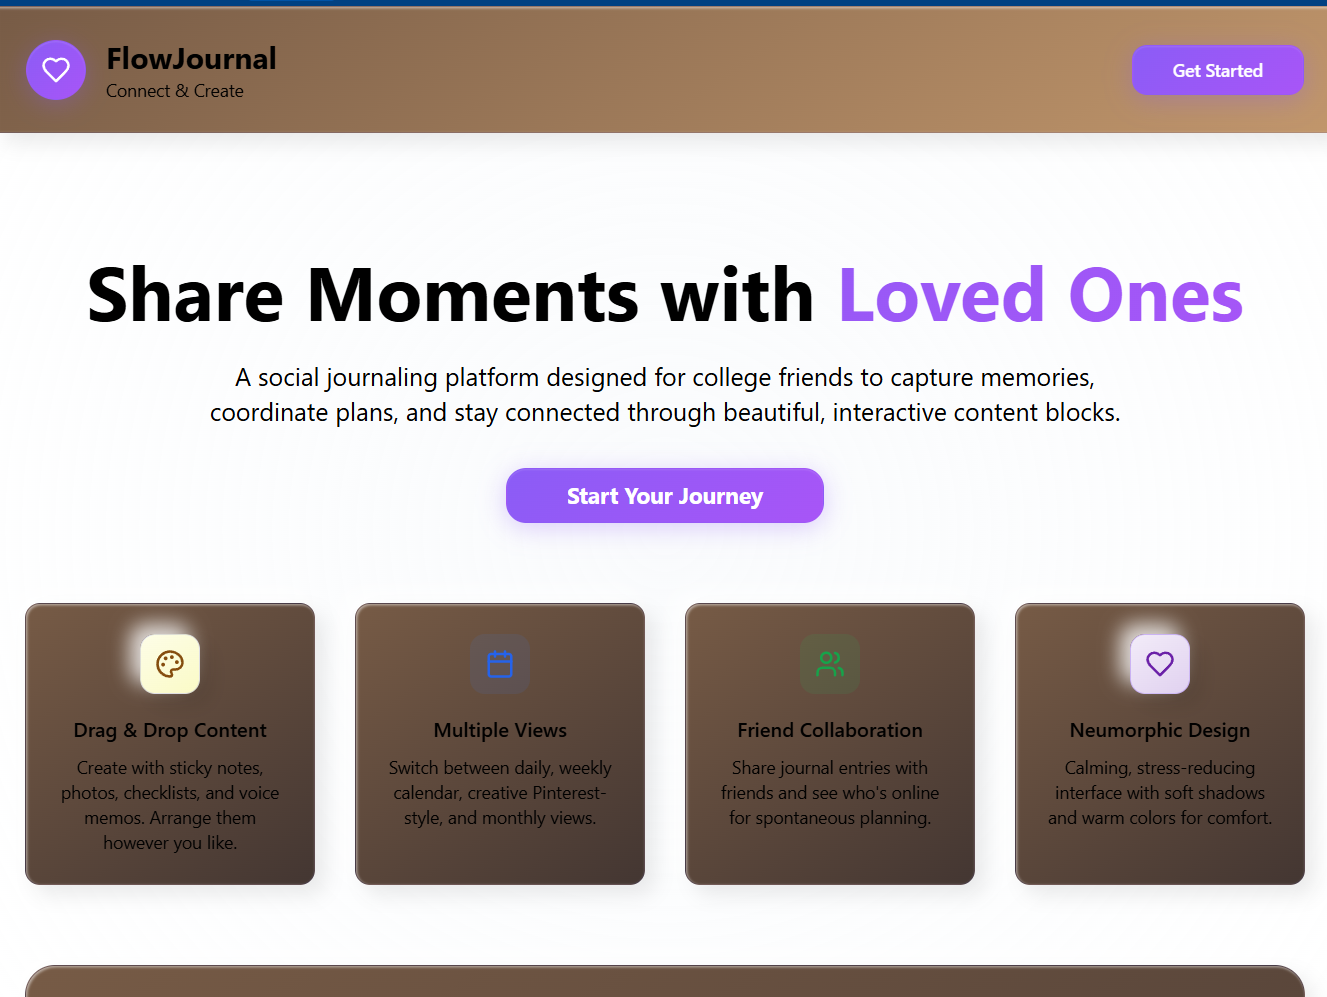 FlowJournal
Connect & Create
Get Started
Share Moments with Loved Ones
A social journaling platform designed for college friends to capture memories,
coordinate plans, and stay connected through beautiful, interactive content blocks.
Start Your Journey
Drag & Drop Content
Create with sticky notes,
photos, checklists, and voice
memos. Arrange them
however you like.
Multiple Views
Switch between daily, weekly
calendar, creative Pinterest-
style, and monthly views.
Friend Collaboration
Share journal entries with
friends and see who's online
for spontaneous planning.
Neumorphic Design
Calming, stress-reducing
interface with soft shadows
and warm colors for comfort.